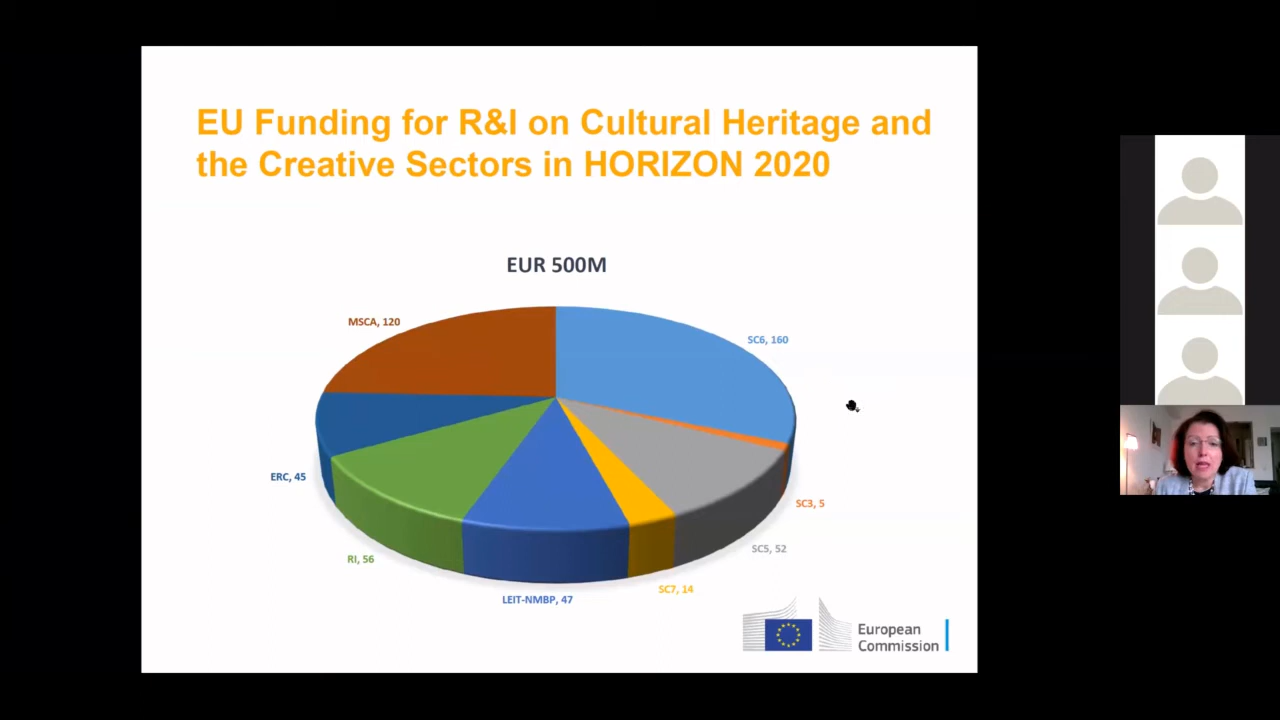 EU Funding for R&I on Cultural Heritage and
the Creative Sectors in HORIZON 2020
EUR 500M
MSCA, 120
SC6, 160
ERC, 45
SC3, 5
SC5, 52
RI, 56
SC7, 14
LEIT-NMBP, 47
European
Commission